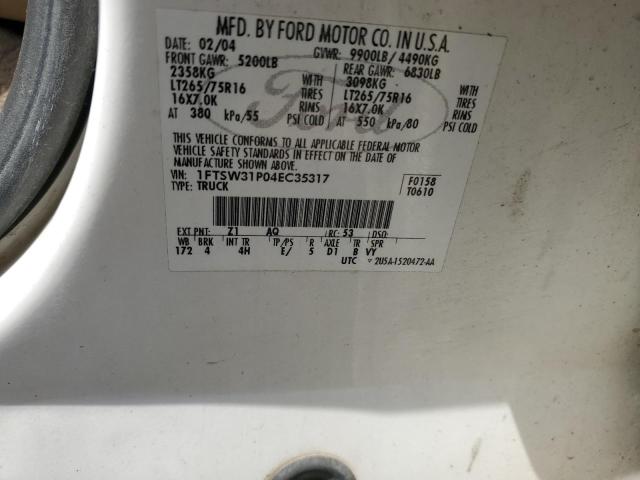 MFD. BY FORD MOTOR CO. IN U.S.A.
DATE: 02/04 GVWR: 9900LB / 4490KG
FRONT GAWR: 5200LB REAR GAWR: 6830LB
2358KG WITH 3098KG WITH
LT265/75R16 TIRES LT265/75R16 TIRES
16X7.0K RIMS 16X7.0K RIMS
AT 380 kPa/55 PSI COLD AT 550 kPa/80 PSI COLD
THIS VEHICLE CONFORMS TO ALL APPLICABLE FEDERAL MOTOR
VEHICLE SAFETY STANDARDS IN EFFECT ON THE DATE OF
MANUFACTURE SHOWN ABOVE.
VIN: 1FTSW31P04EC35317 F0158
TYPE: TRUCK T0610
Ford
EXT PNT: Z1 AQ RC: 53 DSO:
WB BRK INT TR TP/PS R AXLE TR SPR
172 4 4H E/ 5 D1 B VY
UTC ▽ 2U5A-1520472-AA